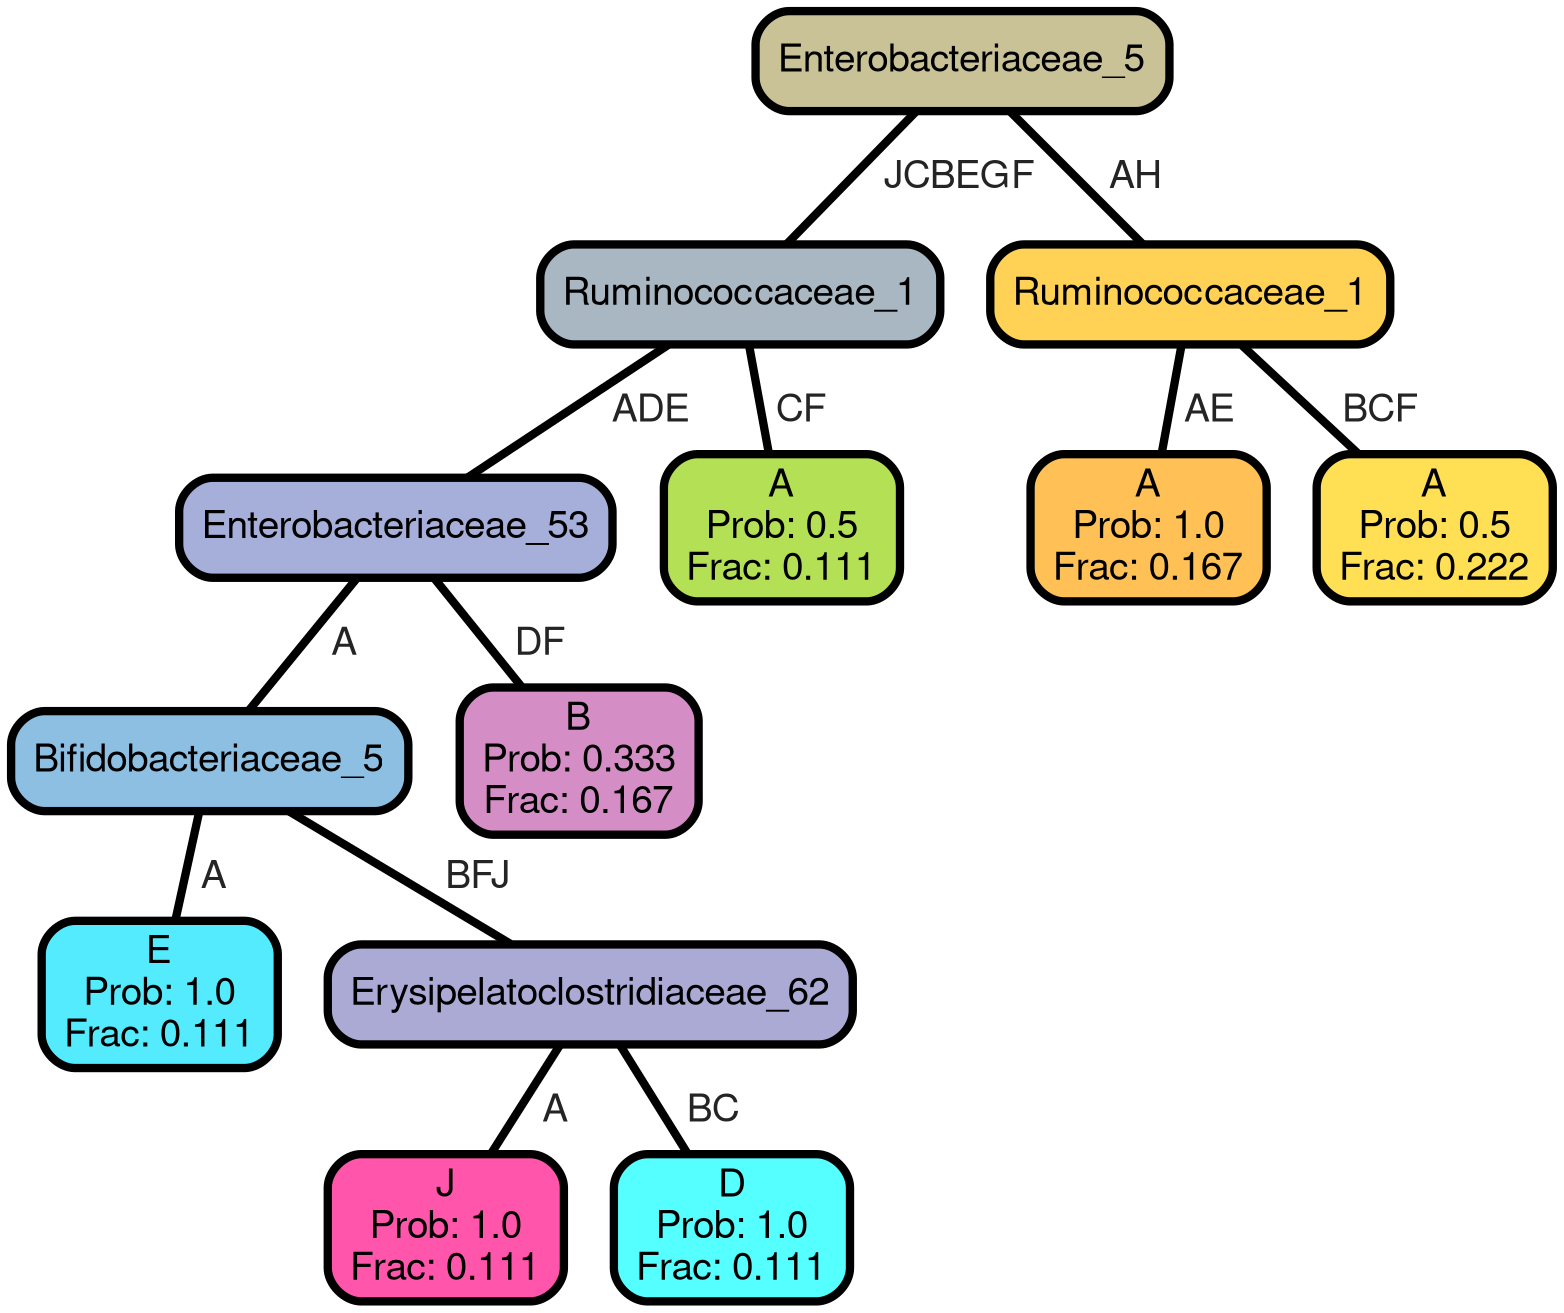 Enterobacteriaceae_5
JCBEGF
AH
Ruminococcaceae_1
Ruminococcaceae_1
ADE
CF
AE
BCF
Enterobacteriaceae_53
A
Prob: 0.5
Frac: 0.111
A
Prob: 1.0
Frac: 0.167
A
Prob: 0.5
Frac: 0.222
A
DF
Bifidobacteriaceae_5
B
Prob: 0.333
Frac: 0.167
A
BFJ
E
Prob: 1.0
Frac: 0.111
Erysipelatoclostridiaceae_62
A
BC
J
Prob: 1.0
Frac: 0.111
D
Prob: 1.0
Frac: 0.111